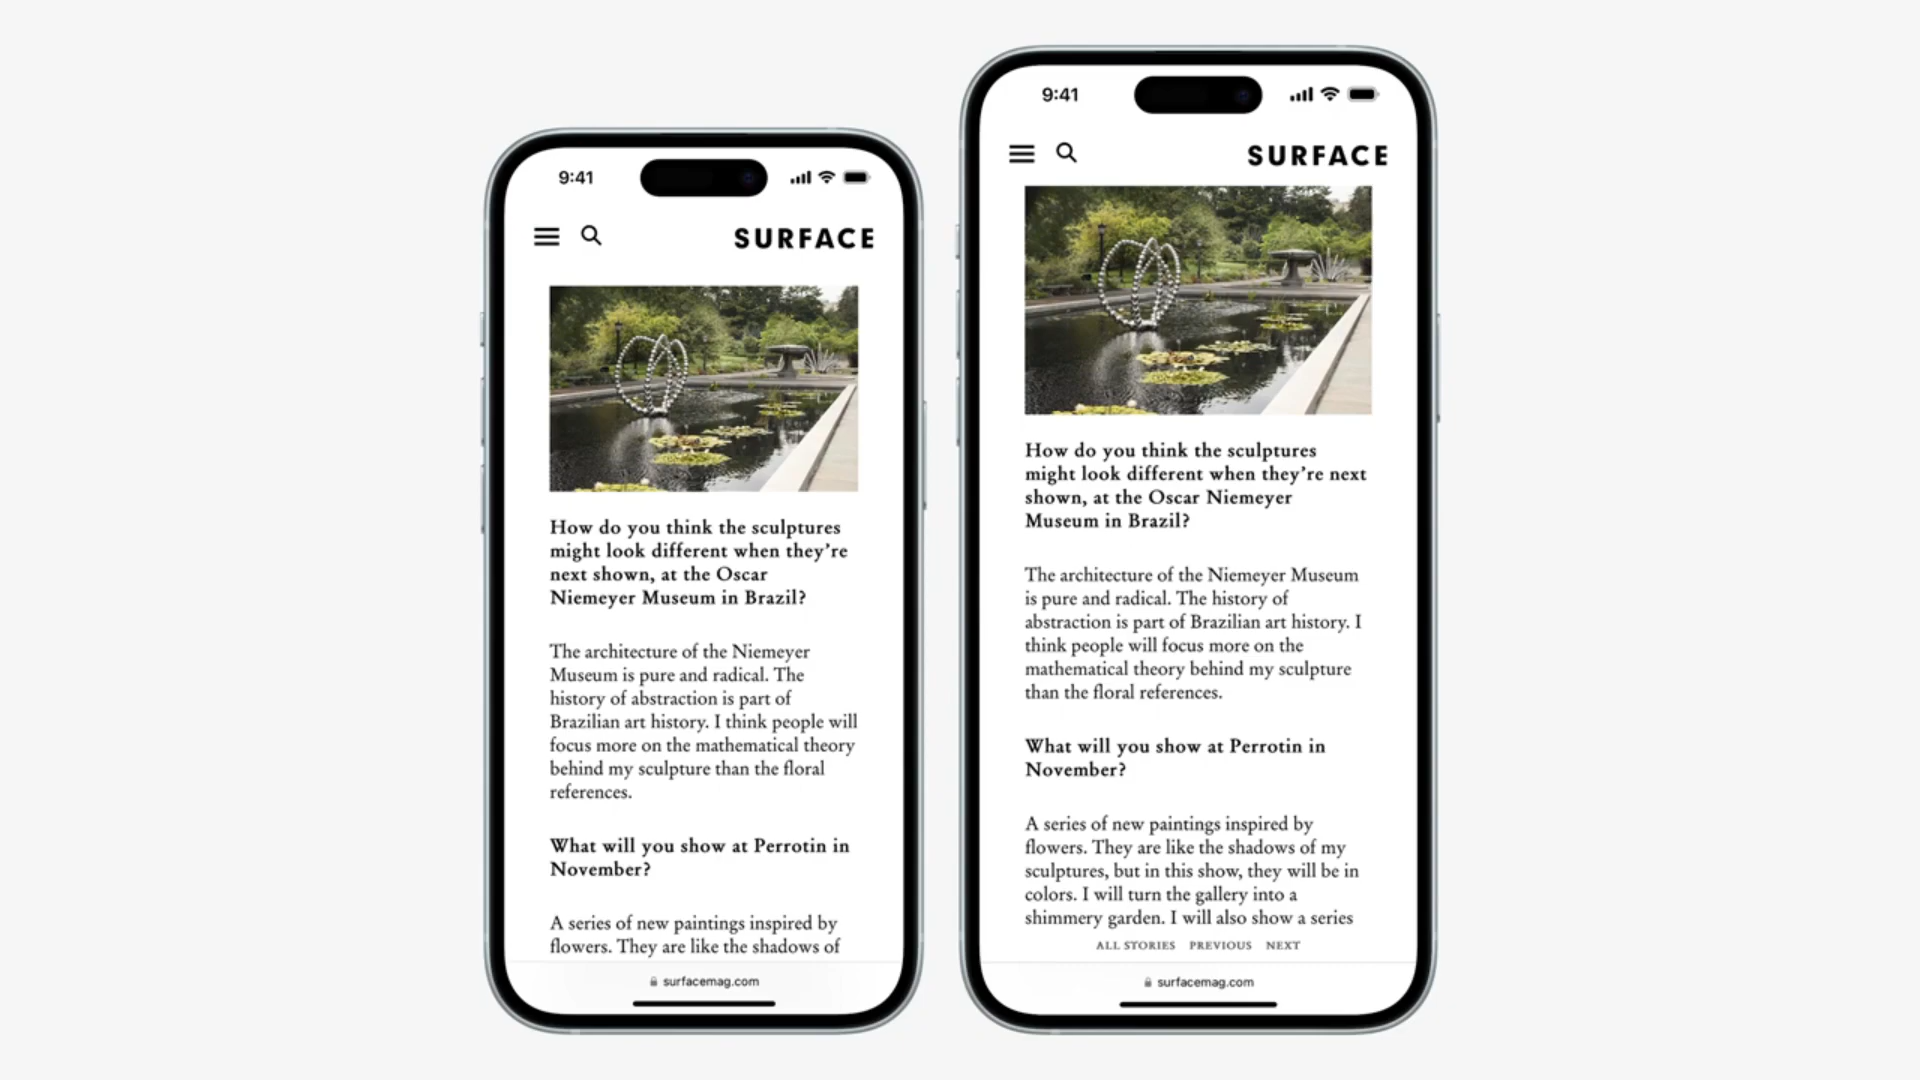 9:41
SURFACE
How do you think the sculptures
might look different when they’re
next shown, at the Oscar
Niemeyer Museum in Brazil?
The architecture of the Niemeyer
Museum is pure and radical. The
history of abstraction is part of
Brazilian art history. I think people will
focus more on the mathematical theory
behind my sculpture than the floral
references.
What will you show at Perrotin in
November?
A series of new paintings inspired by
flowers. They are like the shadows of
surfacemag.com
9:41
SURFACE
How do you think the sculptures
might look different when they’re next
shown, at the Oscar Niemeyer
Museum in Brazil?
The architecture of the Niemeyer Museum
is pure and radical. The history of
abstraction is part of Brazilian art history. I
think people will focus more on the
mathematical theory behind my sculpture
than the floral references.
What will you show at Perrotin in
November?
A series of new paintings inspired by
flowers. They are like the shadows of my
sculptures, but in this show, they will be in
colors. I will turn the gallery into a
shimmery garden. I will also show a series
ALL STORIES PREVIOUS NEXT
surfacemag.com